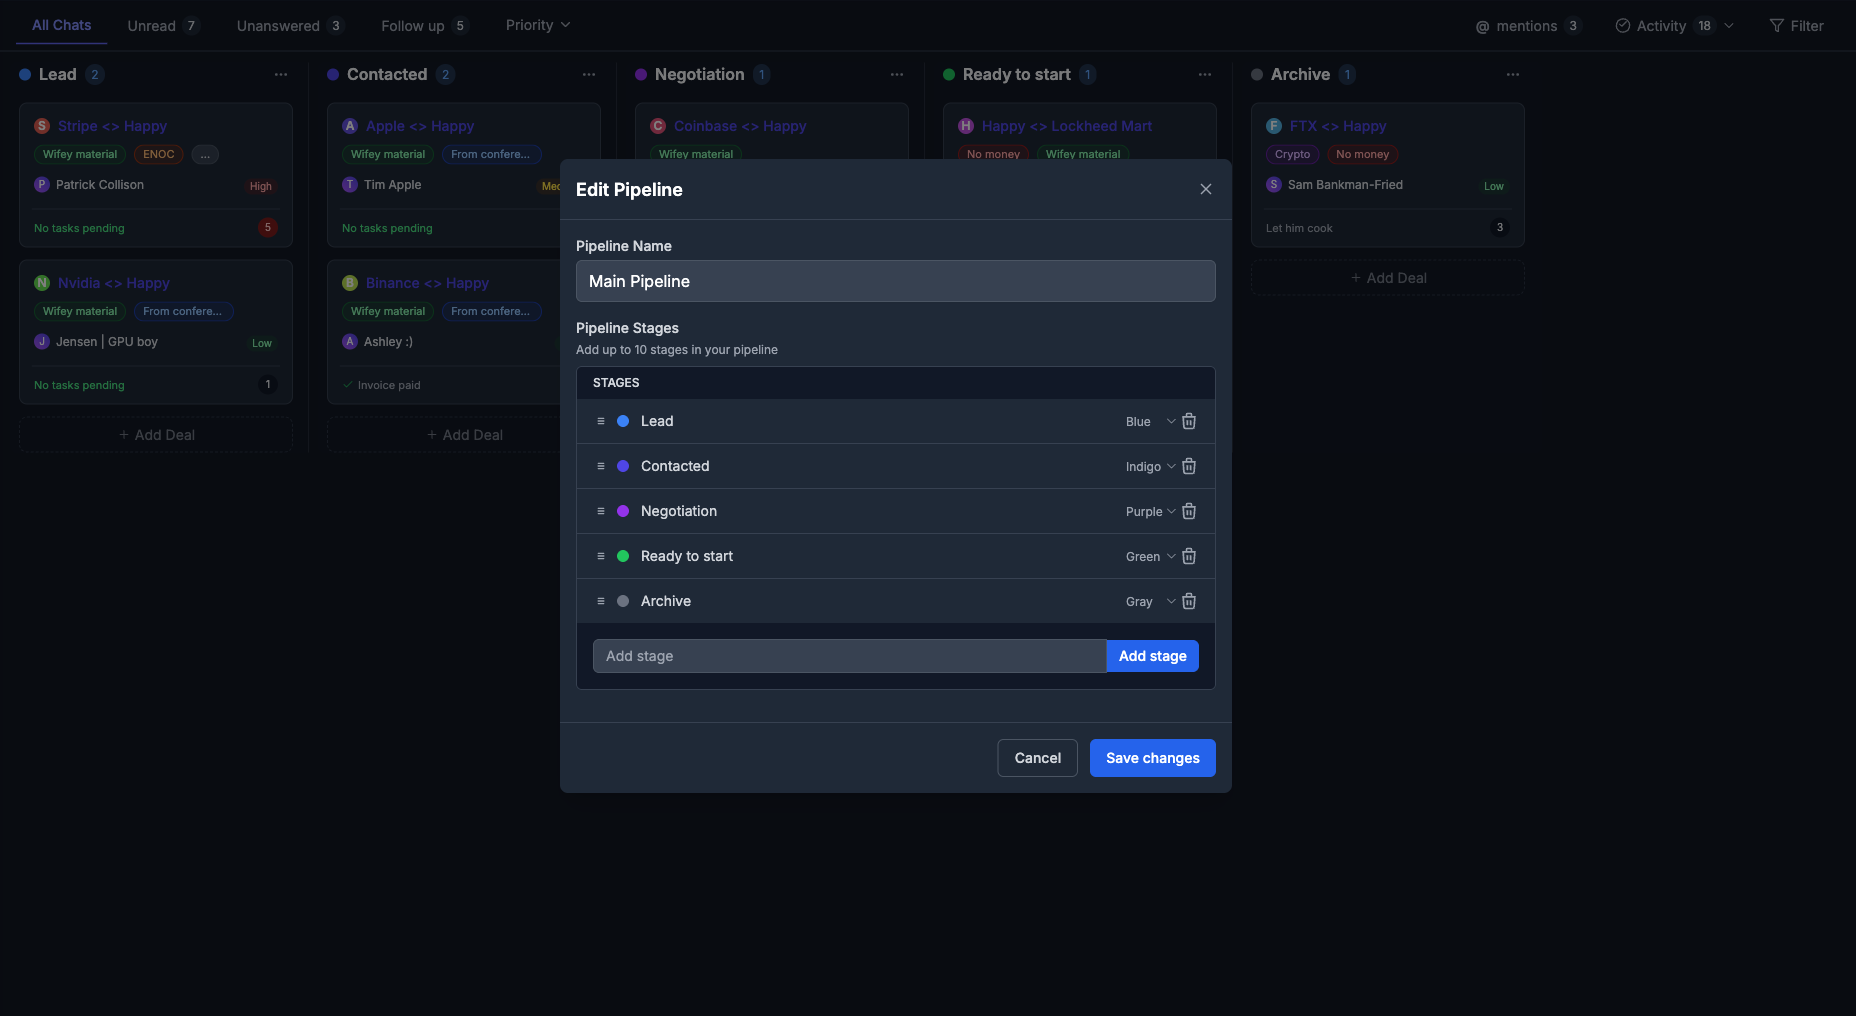 All Chats Unread 7 Unanswered 3 Follow up 5 Priority @ mentions 3 Activity 18 Filter
Lead 2 ...
Stripe <> Happy
Wifey material ENOC ...
Patrick Collison High
No tasks pending 5
Nvidia <> Happy
Wifey material From confere...
Jensen | GPU boy Low
No tasks pending 1
+ Add Deal
Contacted 2 ...
Apple <> Happy
Wifey material From confere...
Tim Apple
No tasks pending
Binance <> Happy
Wifey material From confere...
Ashley :)
Invoice paid
+ Add Deal
Negotiation 1 ...
Coinbase <> Happy
Wifey material
Ready to start 1 ...
Happy <> Lockheed Mart
No money Wifey material
Archive 1 ...
FTX <> Happy
Crypto No money
Sam Bankman-Fried Low
Let him cook 3
+ Add Deal
Edit Pipeline
Pipeline Name
Main Pipeline
Pipeline Stages
Add up to 10 stages in your pipeline
STAGES
Lead Blue
Contacted Indigo
Negotiation Purple
Ready to start Green
Archive Gray
Add stage Add stage
Cancel Save changes